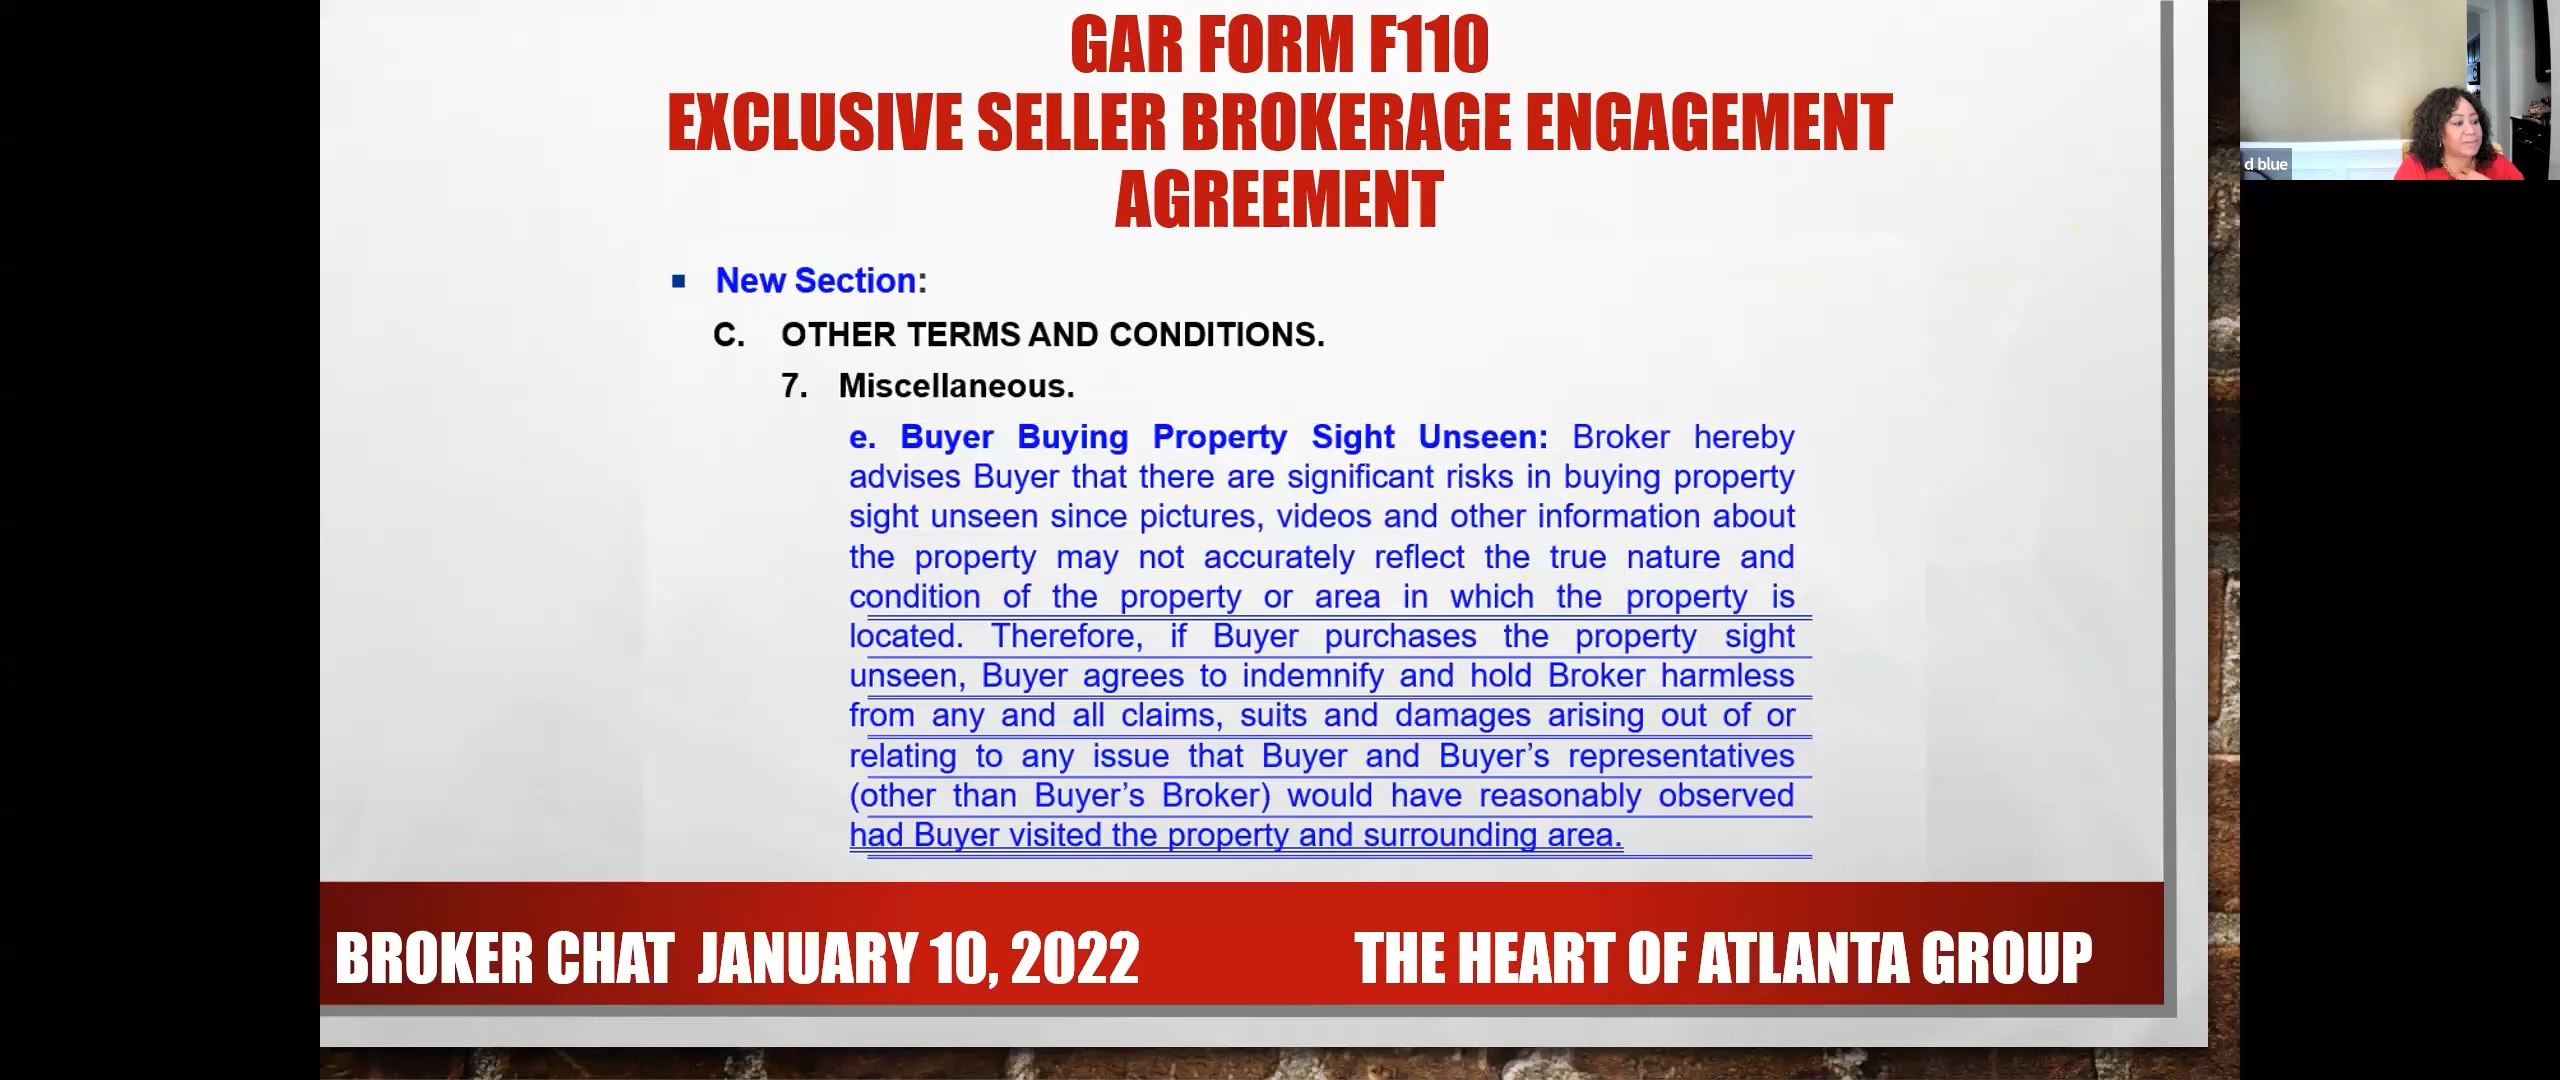 GAR FORM F110
EXCLUSIVE SELLER BROKERAGE ENGAGEMENT
AGREEMENT
d blue
▪ New Section:
C. OTHER TERMS AND CONDITIONS.
7. Miscellaneous.
e. Buyer Buying Property Sight Unseen: Broker hereby
advises Buyer that there are significant risks in buying property
sight unseen since pictures, videos and other information about
the property may not accurately reflect the true nature and
condition of the property or area in which the property is
located. Therefore, if Buyer purchases the property sight
unseen, Buyer agrees to indemnify and hold Broker harmless
from any and all claims, suits and damages arising out of or
relating to any issue that Buyer and Buyer’s representatives
(other than Buyer’s Broker) would have reasonably observed
had Buyer visited the property and surrounding area.
BROKER CHAT JANUARY 10, 2022
THE HEART OF ATLANTA GROUP